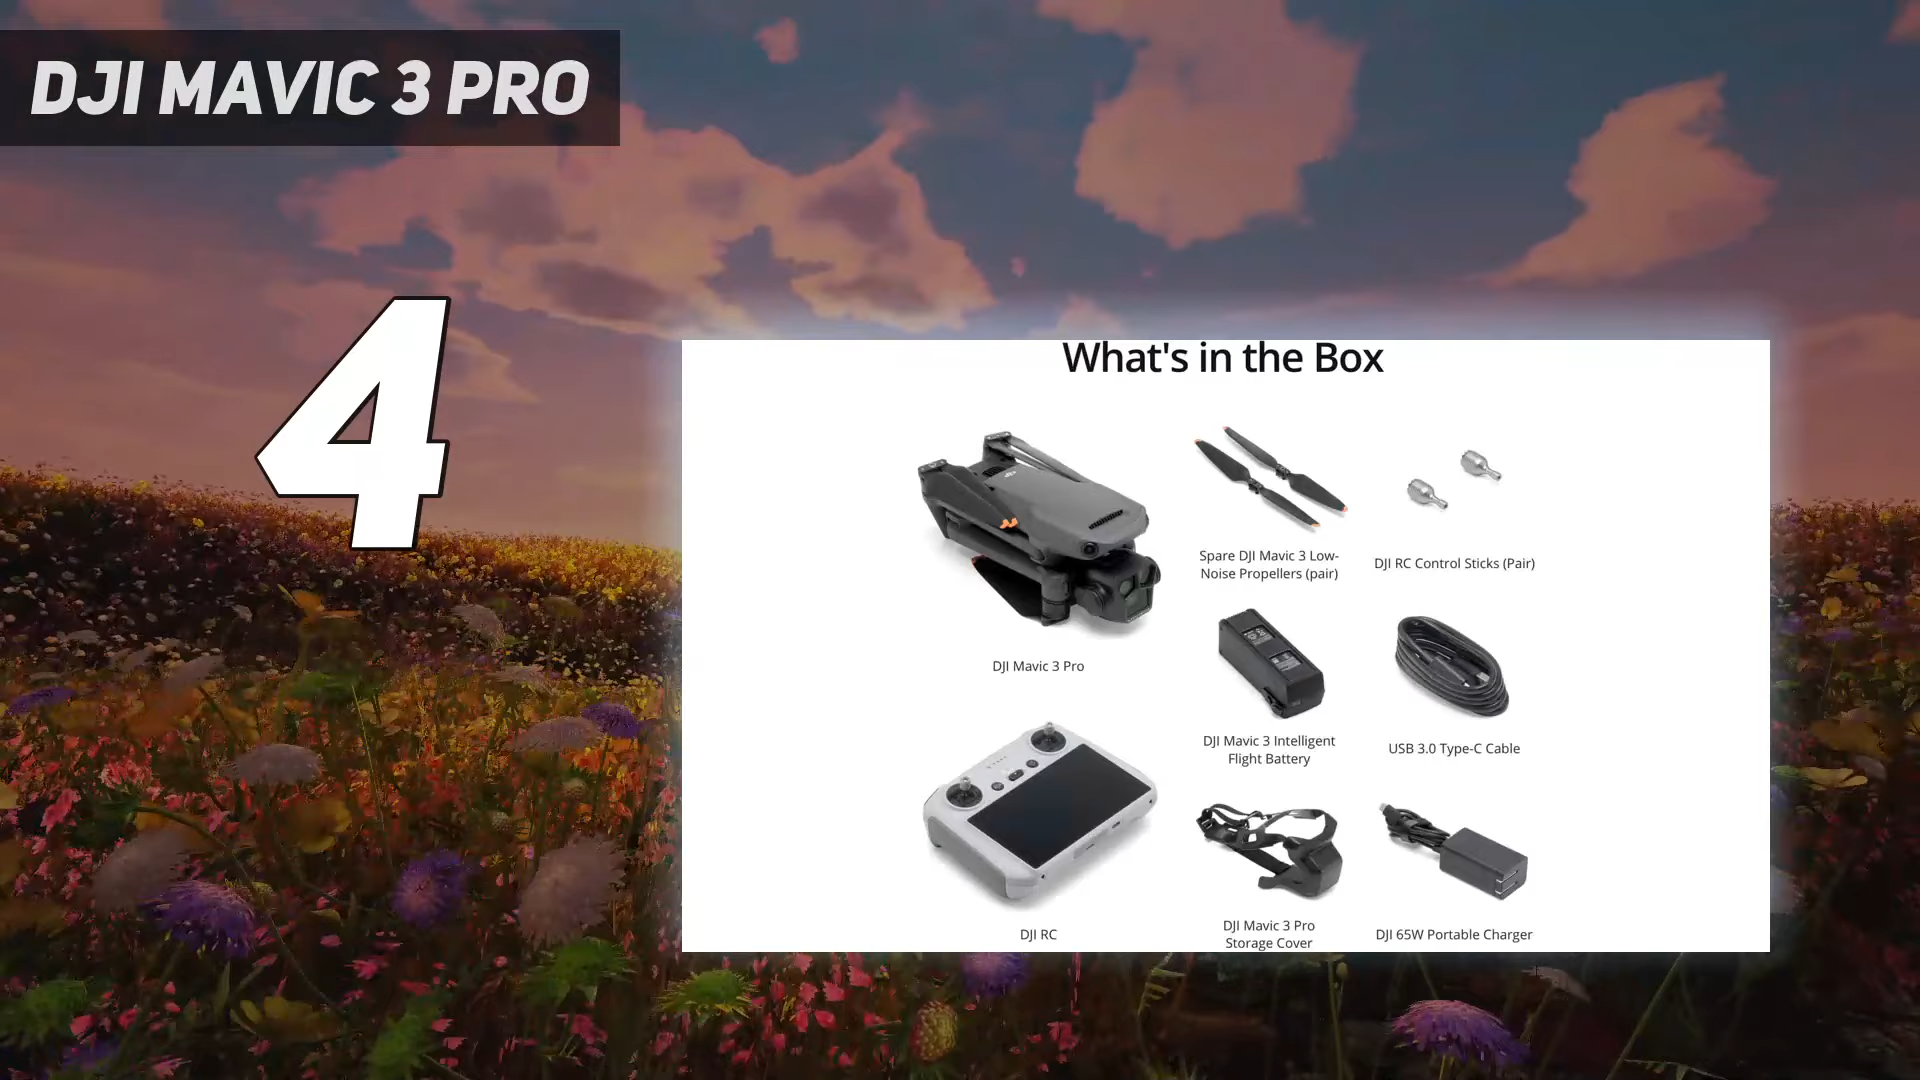 DJI MAVIC 3 PRO
4
What's in the Box
Spare DJI Mavic 3 Low-
Noise Propellers (pair)
DJI RC Control Sticks (Pair)
DJI Mavic 3 Pro
DJI Mavic 3 Intelligent
Flight Battery
USB 3.0 Type-C Cable
DJI RC
DJI Mavic 3 Pro
Storage Cover
DJI 65W Portable Charger